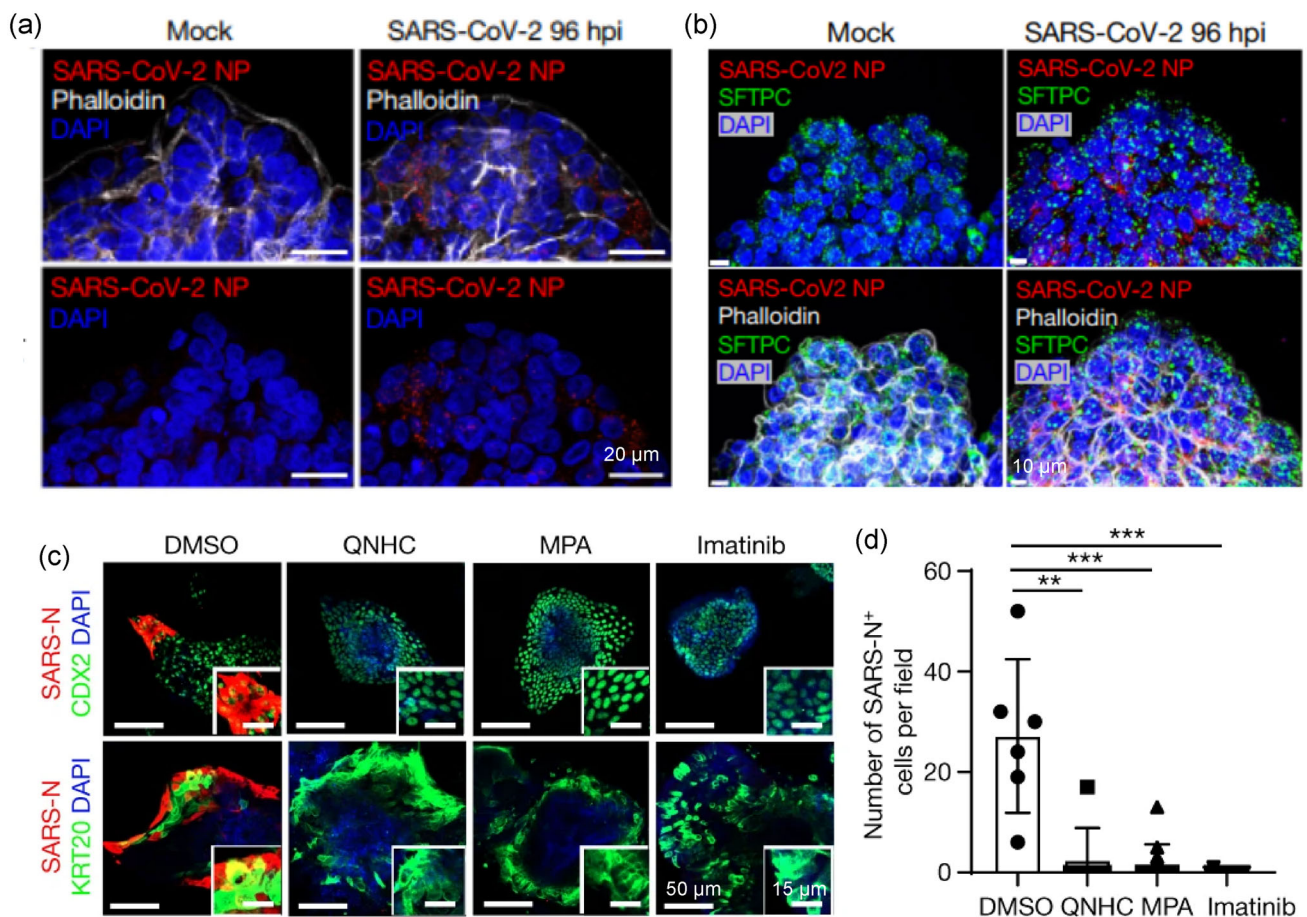 (a)
Mock
SARS-CoV-2 96 hpi
SARS-CoV-2 NP
Phalloidin
DAPI
SARS-CoV-2 NP
Phalloidin
DAPI
SARS-CoV-2 NP
DAPI
SARS-CoV-2 NP
DAPI
20 µm
(b)
Mock
SARS-CoV-2 96 hpi
SARS-CoV2 NP
SFTPC
DAPI
SARS-CoV2 NP
SFTPC
DAPI
SARS-CoV2 NP
Phalloidin
SFTPC
DAPI
SARS-CoV2 NP
Phalloidin
SFTPC
DAPI
10 µm
(c)
DMSO
QNHC
MPA
Imatinib
SARS-N
CDX2 DAPI
SARS-N
KRT20 DAPI
50 µm
15 µm
(d)
Number of SARS-N+
cells per field
60
40
20
0
***
***
**
DMSO QNHC MPA Imatinib